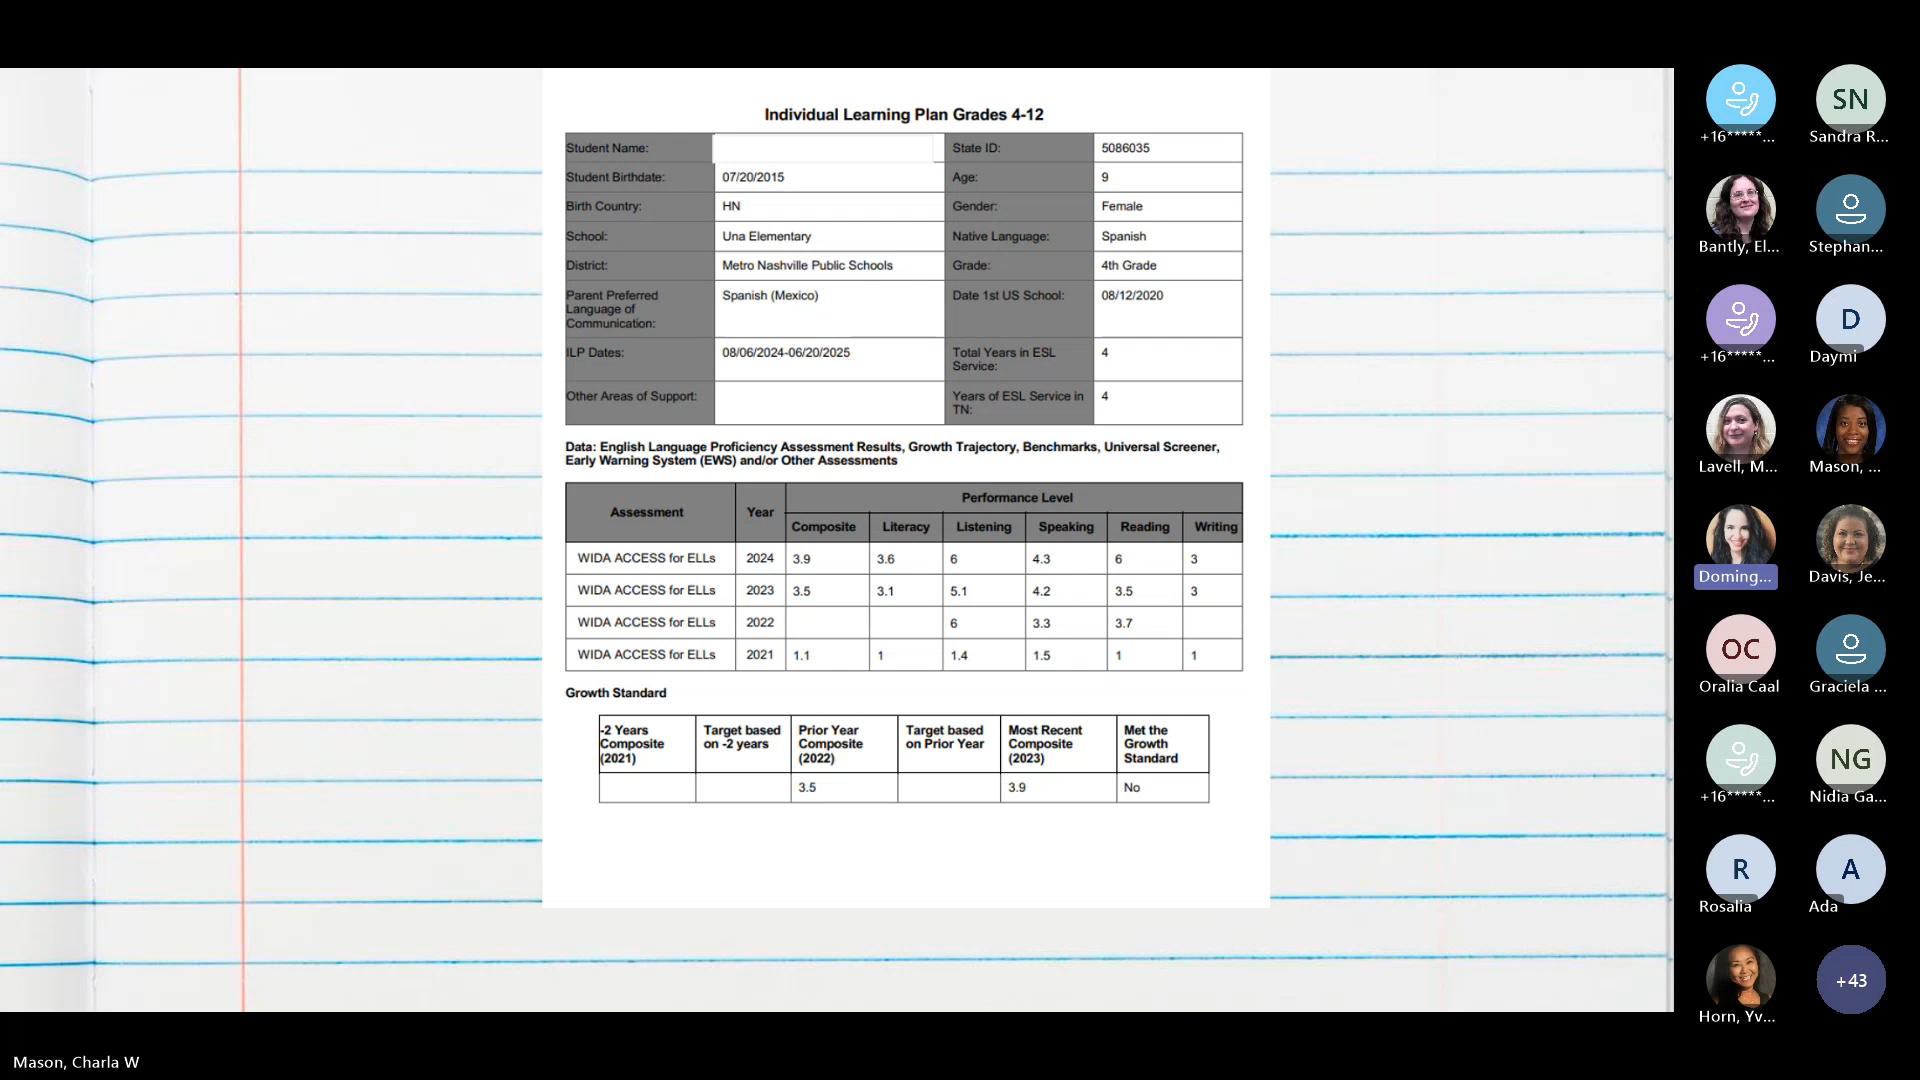 Individual Learning Plan Grades 4-12
Student Name: State ID: 5086035
Student Birthdate: 07/20/2015 Age: 9
Birth Country: HN Gender: Female
School: Una Elementary Native Language: Spanish
District: Metro Nashville Public Schools Grade: 4th Grade
Parent Preferred Spanish (Mexico) Date 1st US School: 08/12/2020
Language of
Communication:
ILP Dates: 08/06/2024-06/20/2025 Total Years in ESL 4
Service:
Other Areas of Support: Years of ESL Service in 4
TN:
Data: English Language Proficiency Assessment Results, Growth Trajectory, Benchmarks, Universal Screener,
Early Warning System (EWS) and/or Other Assessments
Assessment Year Performance Level
Composite Literacy Listening Speaking Reading Writing
WIDA ACCESS for ELLs 2024 3.9 3.6 6 4.3 6 3
WIDA ACCESS for ELLs 2023 3.5 3.1 5.1 4.2 3.5 3
WIDA ACCESS for ELLs 2022 6 3.3 3.7
WIDA ACCESS for ELLs 2021 1.1 1 1.4 1.5 1 1
Growth Standard
-2 Years Target based Prior Year Target based Most Recent Met the
Composite on -2 years Composite on Prior Year Composite Growth
(2021) (2022) (2023) Standard
3.5 3.9 No
+16*****...
SN
Sandra R...
Bantly, El...
Stephan...
+16*****...
D
Daymi
Lavell, M...
Mason, ...
Doming...
Davis, Je...
OC
Oralia Caal
Graciela ...
+16*****...
NG
Nidia Ga...
R
Rosalia
A
Ada
Horn, Yv...
+43
Mason, Charla W